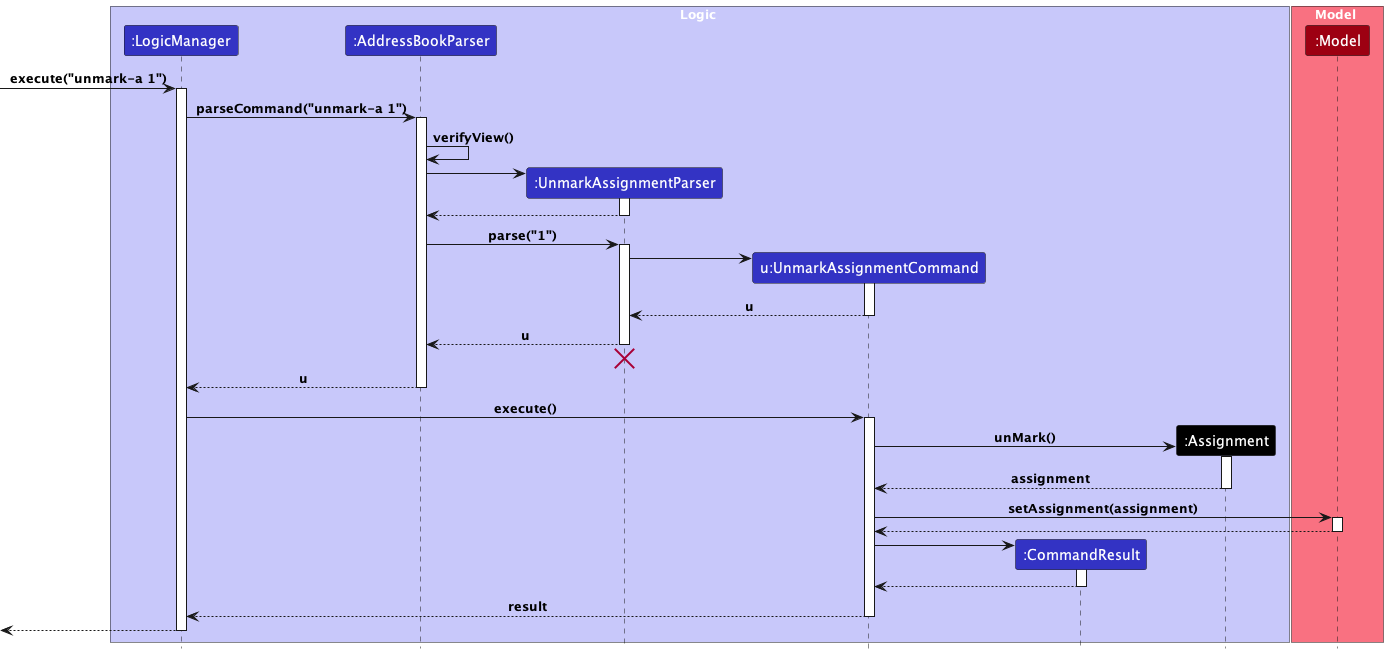 Logic
Model
:LogicManager
:AddressBookParser
:Model
execute("unmark-a 1")
parseCommand("unmark-a 1")
verifyView()
:UnmarkAssignmentParser
parse("1")
u:UnmarkAssignmentCommand
u
u
u
execute()
unMark()
:Assignment
assignment
setAssignment(assignment)
:CommandResult
result